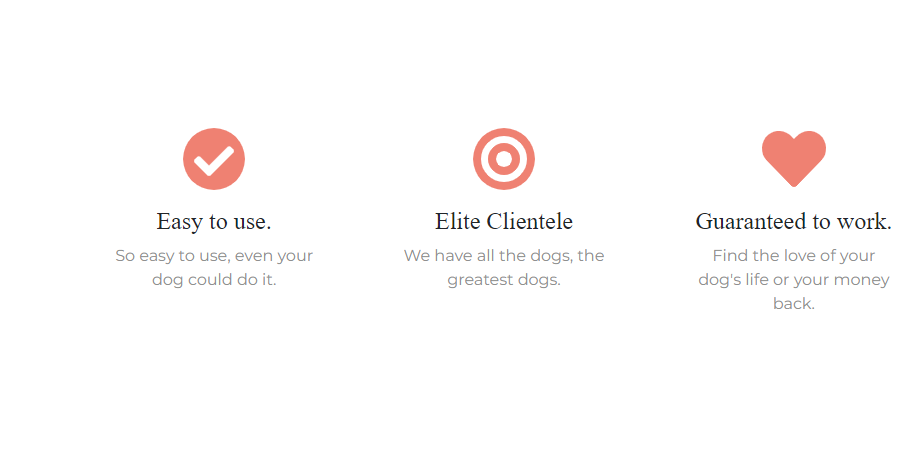 Easy to use.
So easy to use, even your
dog could do it.
Elite Clientele
We have all the dogs, the
greatest dogs.
Guaranteed to work.
Find the love of your
dog's life or your money
back.